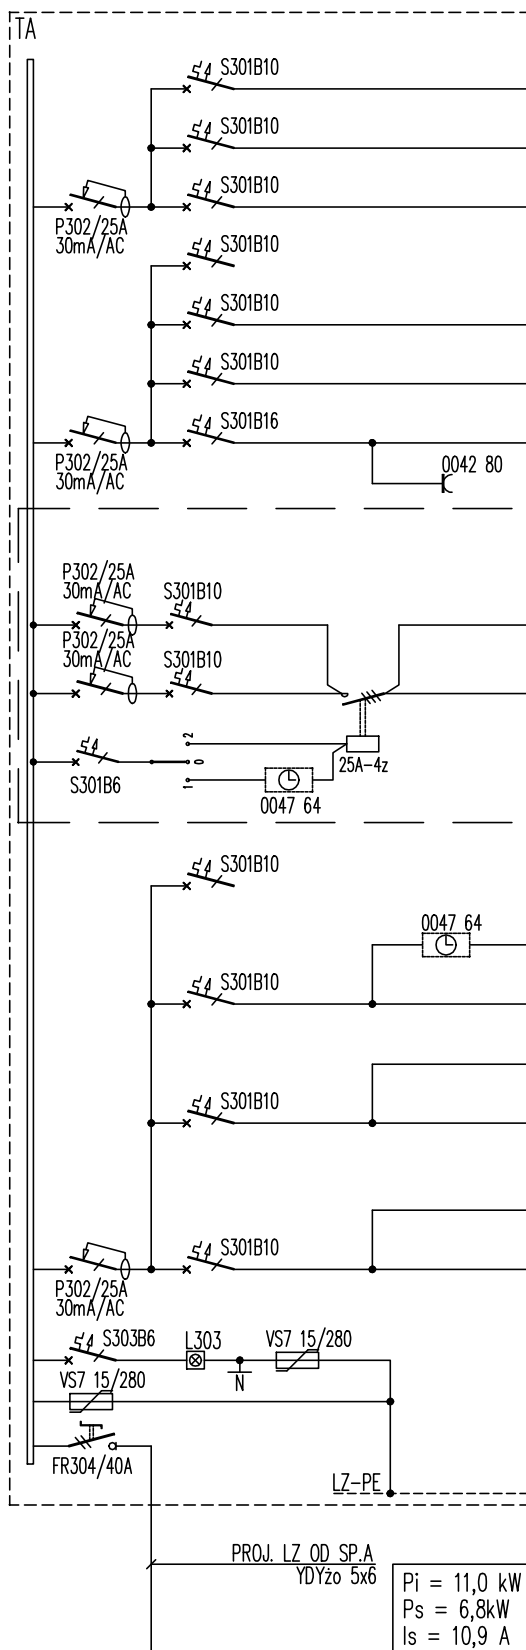 TA
S301B10
S301B10
S301B10
P302/25A
30mA/AC
S301B10
S301B10
S301B10
S301B16
P302/25A
30mA/AC
0042 80
P302/25A
30mA/AC
S301B10
P302/25A
30mA/AC
S301B10
2
0
1
S301B6
25A-4z
0047 64
S301B10
0047 64
S301B10
S301B10
S301B10
P302/25A
30mA/AC
S303B6
L303
VS7 15/280
N
VS7 15/280
FR304/40A
LZ-PE
PROJ. LZ OD SP.A
YDYżo 5x6
Pi = 11,0 kW
Ps = 6,8kW
Is = 10,9 A